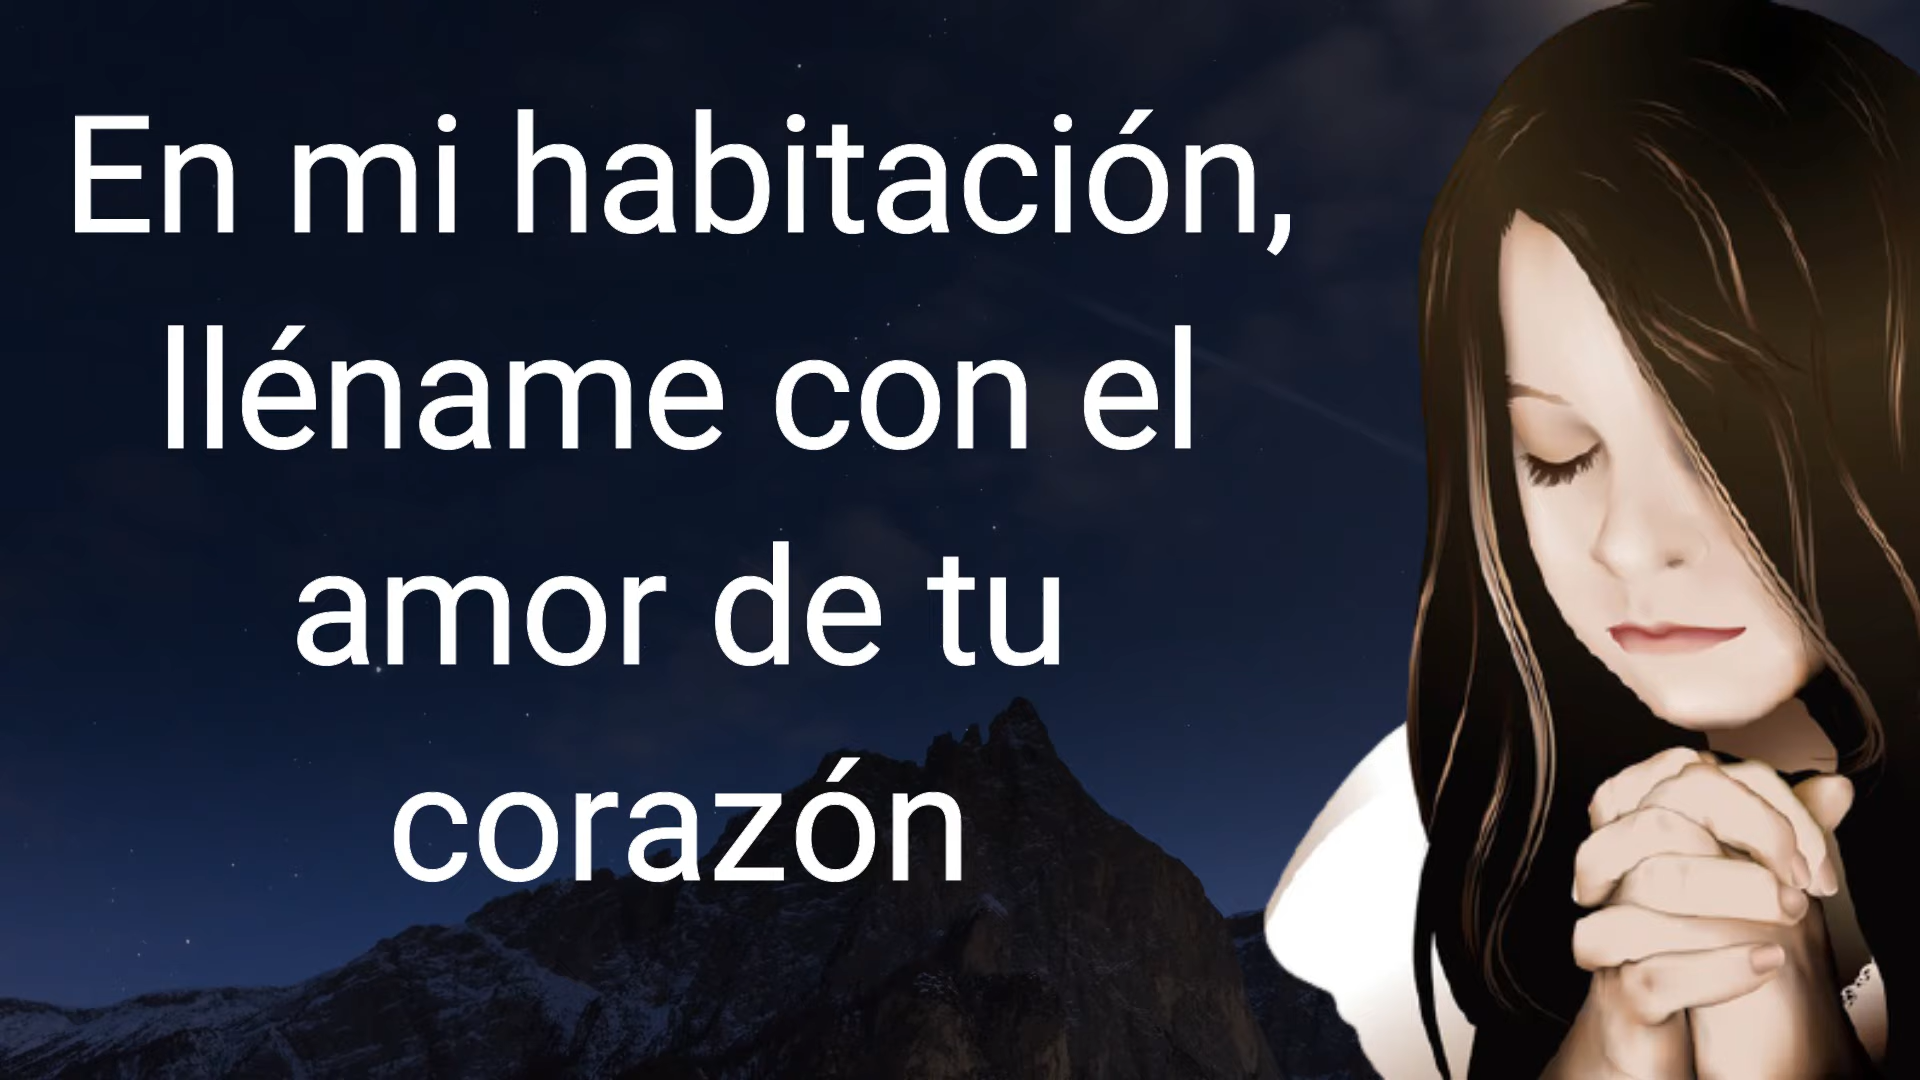 En mi habitación,
lléname con el
amor de tu
corazón